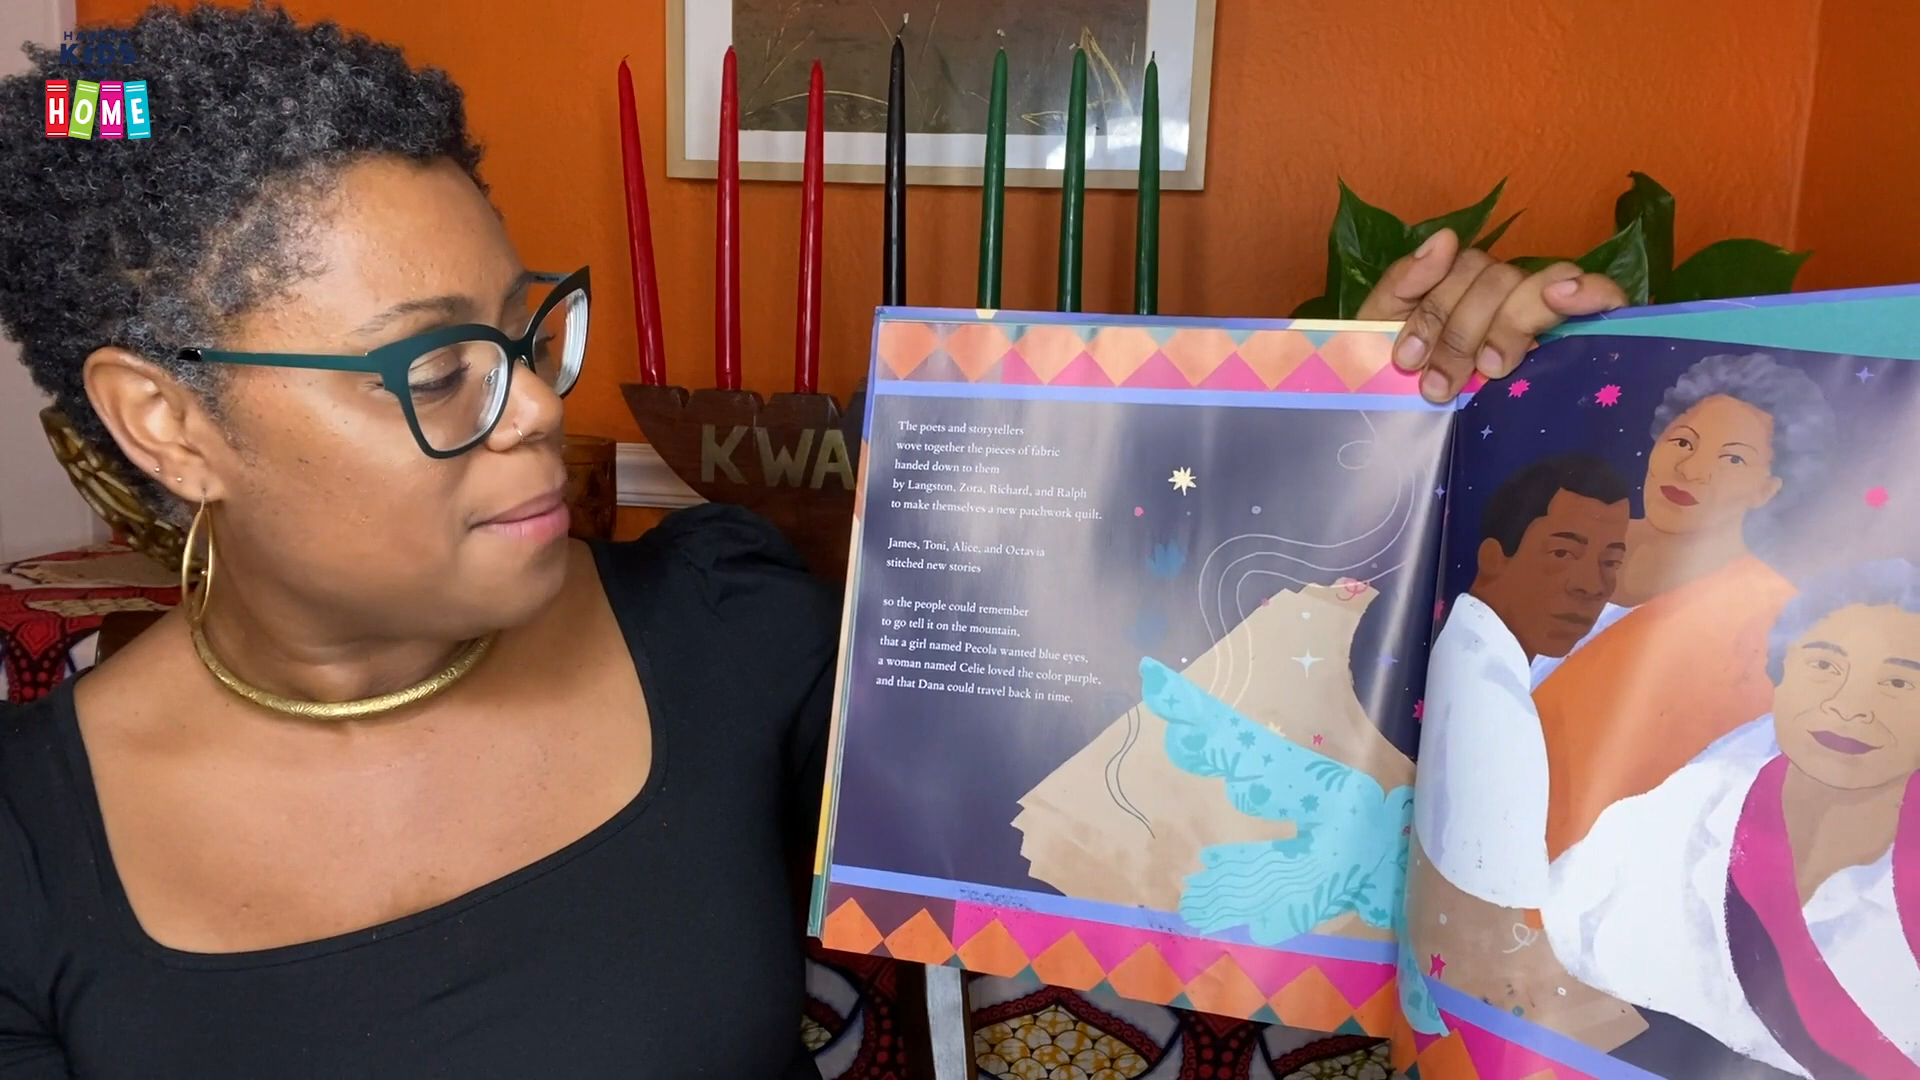 KIDS
HOME
KWA
The poets and storytellers
wove together the pieces of fabric
handed down to them
by Langston, Zora, Richard, and Ralph
to make themselves a new patchwork quilt.
James, Toni, Alice, and Octavia
stitched new stories
so the people could remember
to go tell it on the mountain,
that a girl named Pecola wanted blue eyes,
a woman named Celie loved the color purple,
and that Dana could travel back in time.